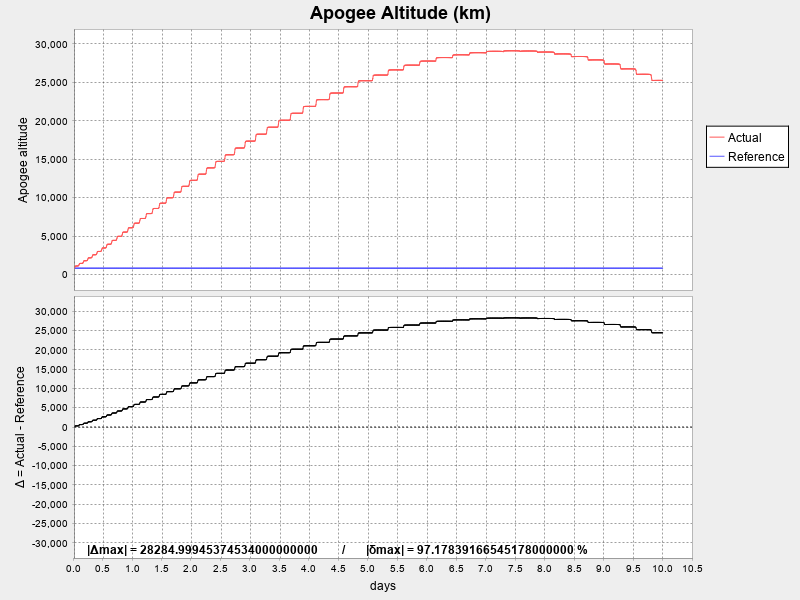 Apogee Altitude (km)
30,000
25,000
20,000
15,000
10,000
5,000
0
Apogee altitude
Actual
Reference
30,000
25,000
20,000
15,000
10,000
5,000
0
-5,000
-10,000
-15,000
-20,000
-25,000
-30,000
Δ = Actual - Reference
|Δmax| = 28284.99945374534000000000 / |δmax| = 97.17839166545178000000 %
0.0 0.5 1.0 1.5 2.0 2.5 3.0 3.5 4.0 4.5 5.0 5.5 6.0 6.5 7.0 7.5 8.0 8.5 9.0 9.5 10.0 10.5
days